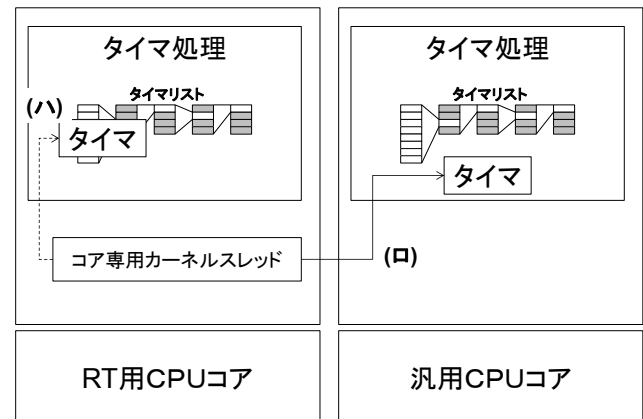 タイマ処理
タイマリスト
(ハ)
タイマ
コア専用カーネルスレッド
RT用CPUコア
タイマ処理
タイマリスト
タイマ
(ロ)
汎用CPUコア